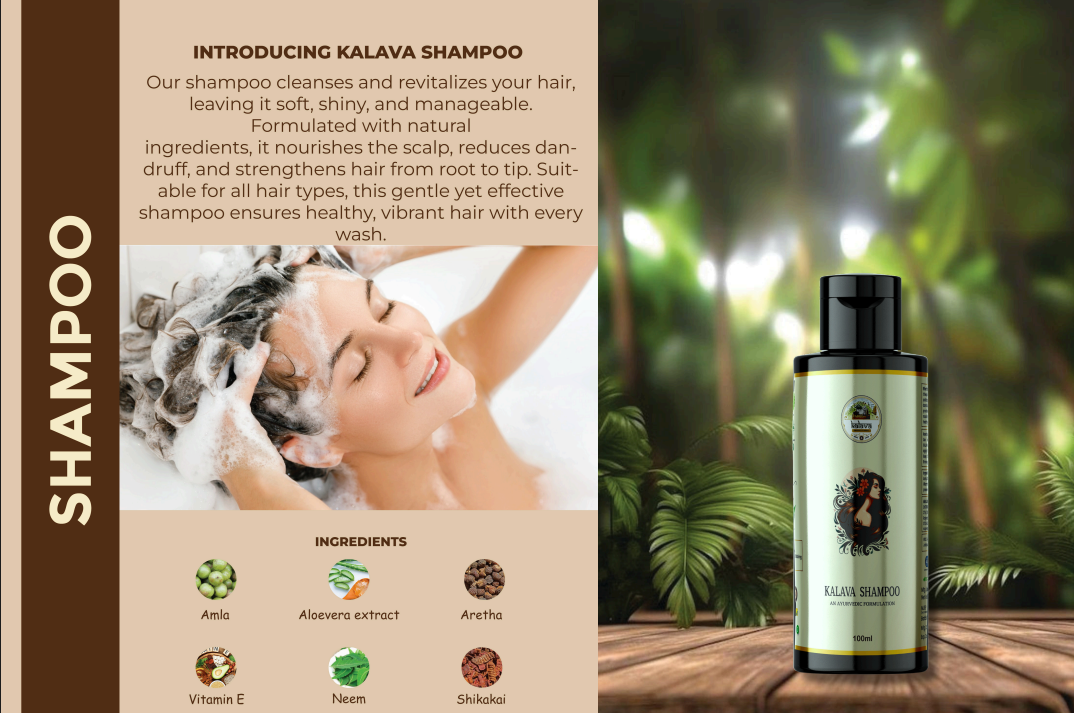 SHAMPOO
INTRODUCING KALAVA SHAMPOO
Our shampoo cleanses and revitalizes your hair,
leaving it soft, shiny, and manageable.
Formulated with natural
ingredients, it nourishes the scalp, reduces dan-
druff, and strengthens hair from root to tip. Suit-
able for all hair types, this gentle yet effective
shampoo ensures healthy, vibrant hair with every
wash.
INGREDIENTS
Amla
Aloevera extract
Aretha
Vitamin E
Neem
Shikakai
kalava
KALAVA SHAMPOO
AN AYURVEDIC FORMULATION
100ml